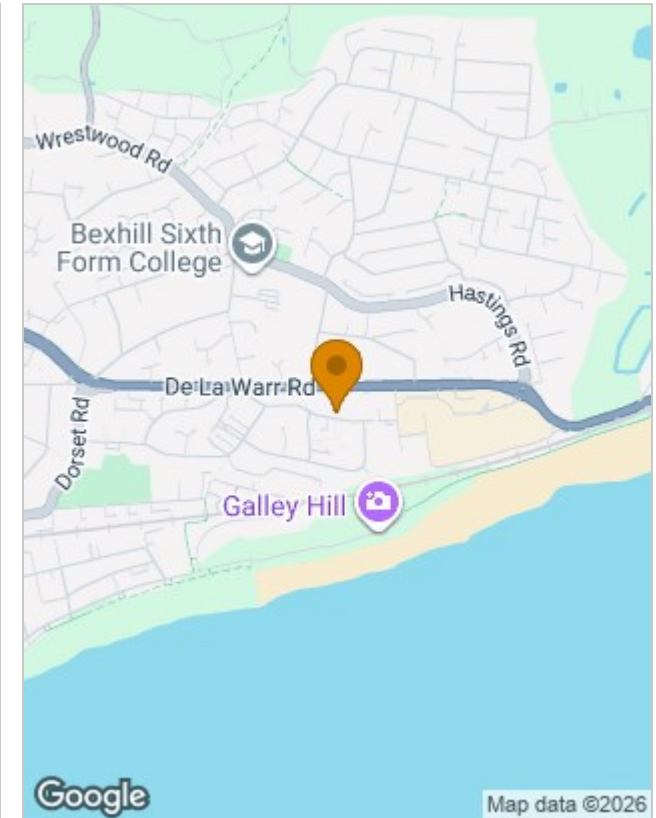 Wrestwood Rd
Bexhill Sixth
Form College
Hastings Rd
De La Warr Rd
Dorset Rd
Galley Hill
Google
Map data ©2026